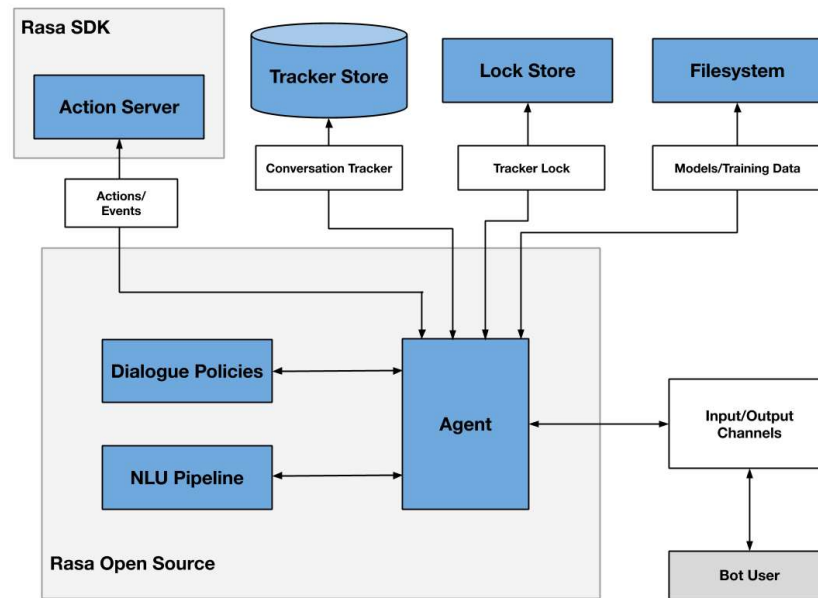 Rasa SDK
Action Server
Tracker Store
Lock Store
Filesystem
Conversation Tracker
Tracker Lock
Models/Training Data
Actions/
Events
Dialogue Policies
Agent
Input/Output
Channels
NLU Pipeline
Rasa Open Source
Bot User